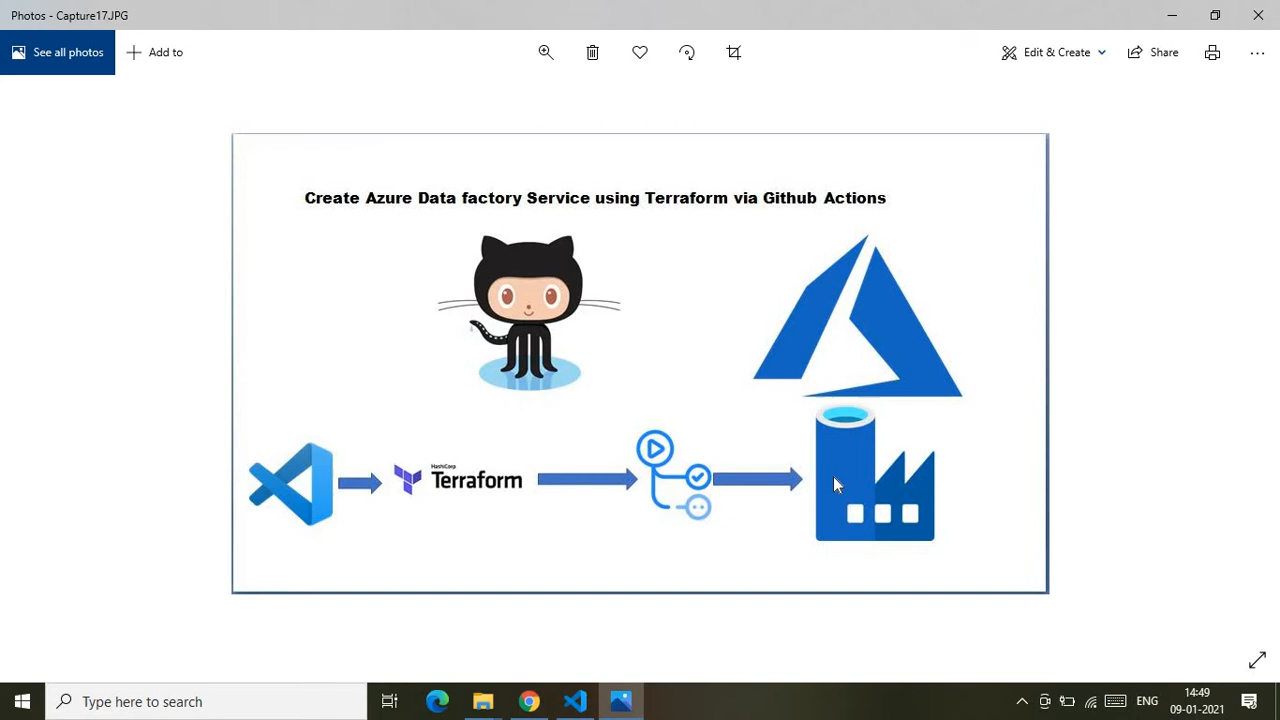 Photos - Capture17.JPG
See all photos
Add to
Edit & Create
Share
Create Azure Data factory Service using Terraform via Github Actions
HashiCorp
Terraform
Type here to search
ENG
14:49
09-01-2021